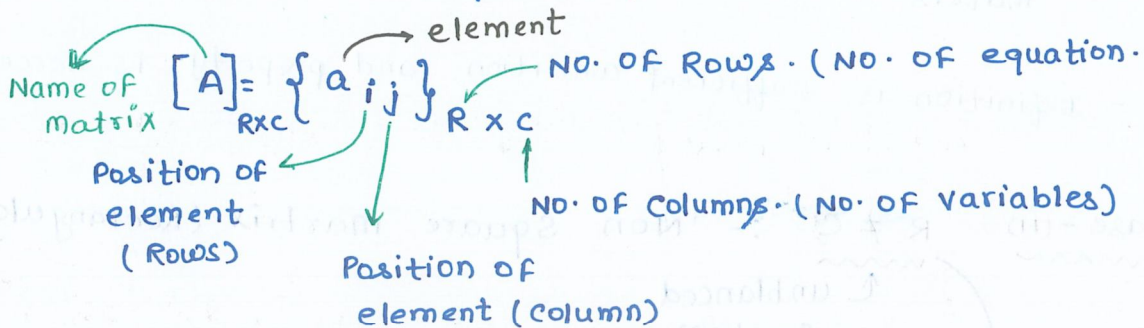 element
Name of matrix
[A]RxC = {a i j} R x C
NO. OF Rows. (NO. OF equation.
Position of element (Rows)
NO. OF Columns. (NO. OF variables)
Position of element (column)